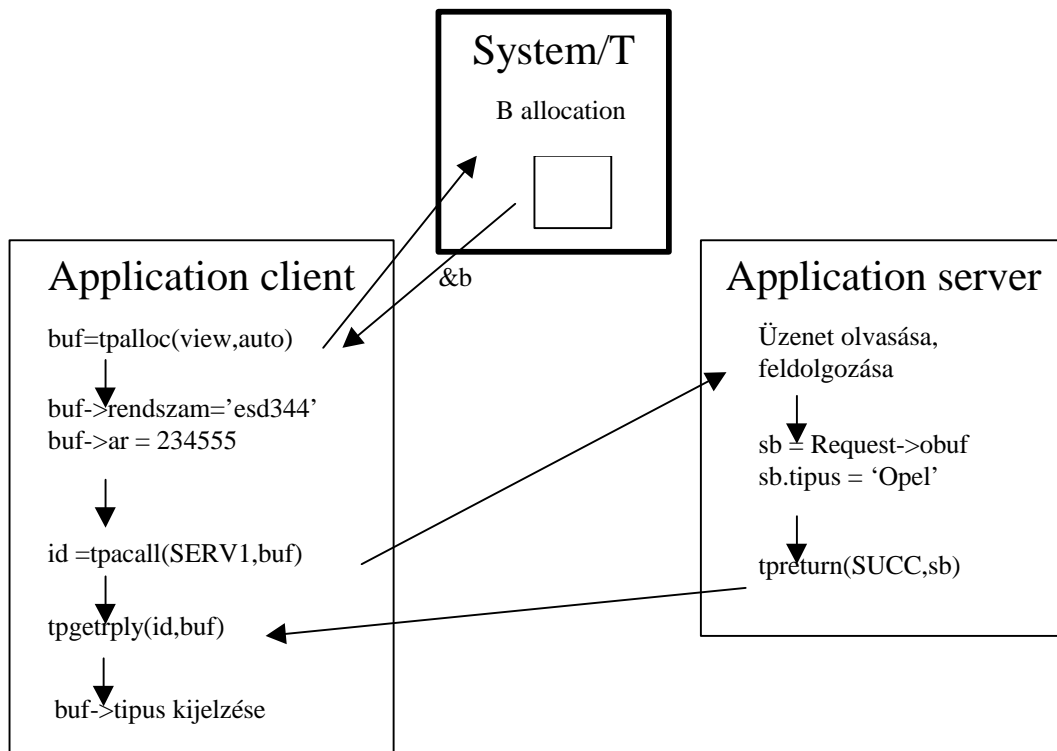 System/T
B allocation
&b
Application client
buf=tpalloc(view,auto)
buf->rendszam=’esd344’
buf->ar = 234555
id =tpacall(SERV1,buf)
tpgetrply(id,buf)
buf->tipus kijelzése
Application server
Üzenet olvasása,
feldolgozása
sb = Request->obuf
sb.tipus = ‘Opel’
tpreturn(SUCC,sb)